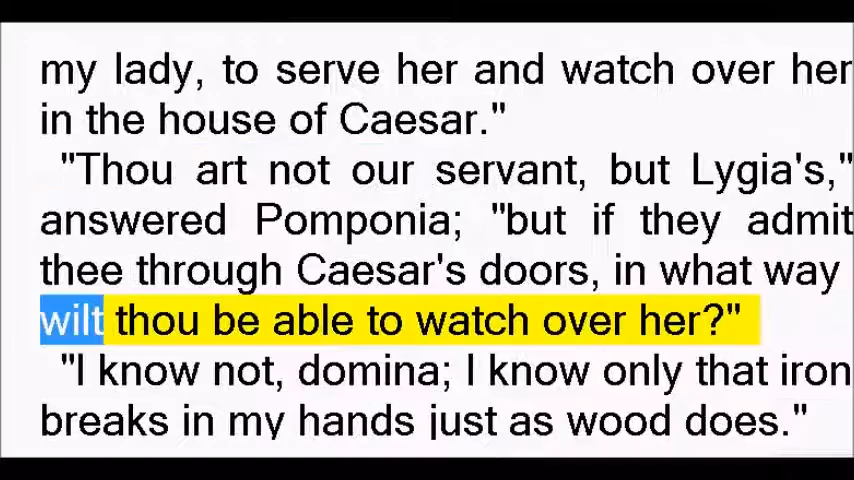 my lady, to serve her and watch over her
in the house of Caesar."
"Thou art not our servant, but Lygia's,"
answered Pomponia; "but if they admit
thee through Caesar's doors, in what way
wilt thou be able to watch over her?"
"I know not, domina; I know only that iron
breaks in my hands just as wood does."